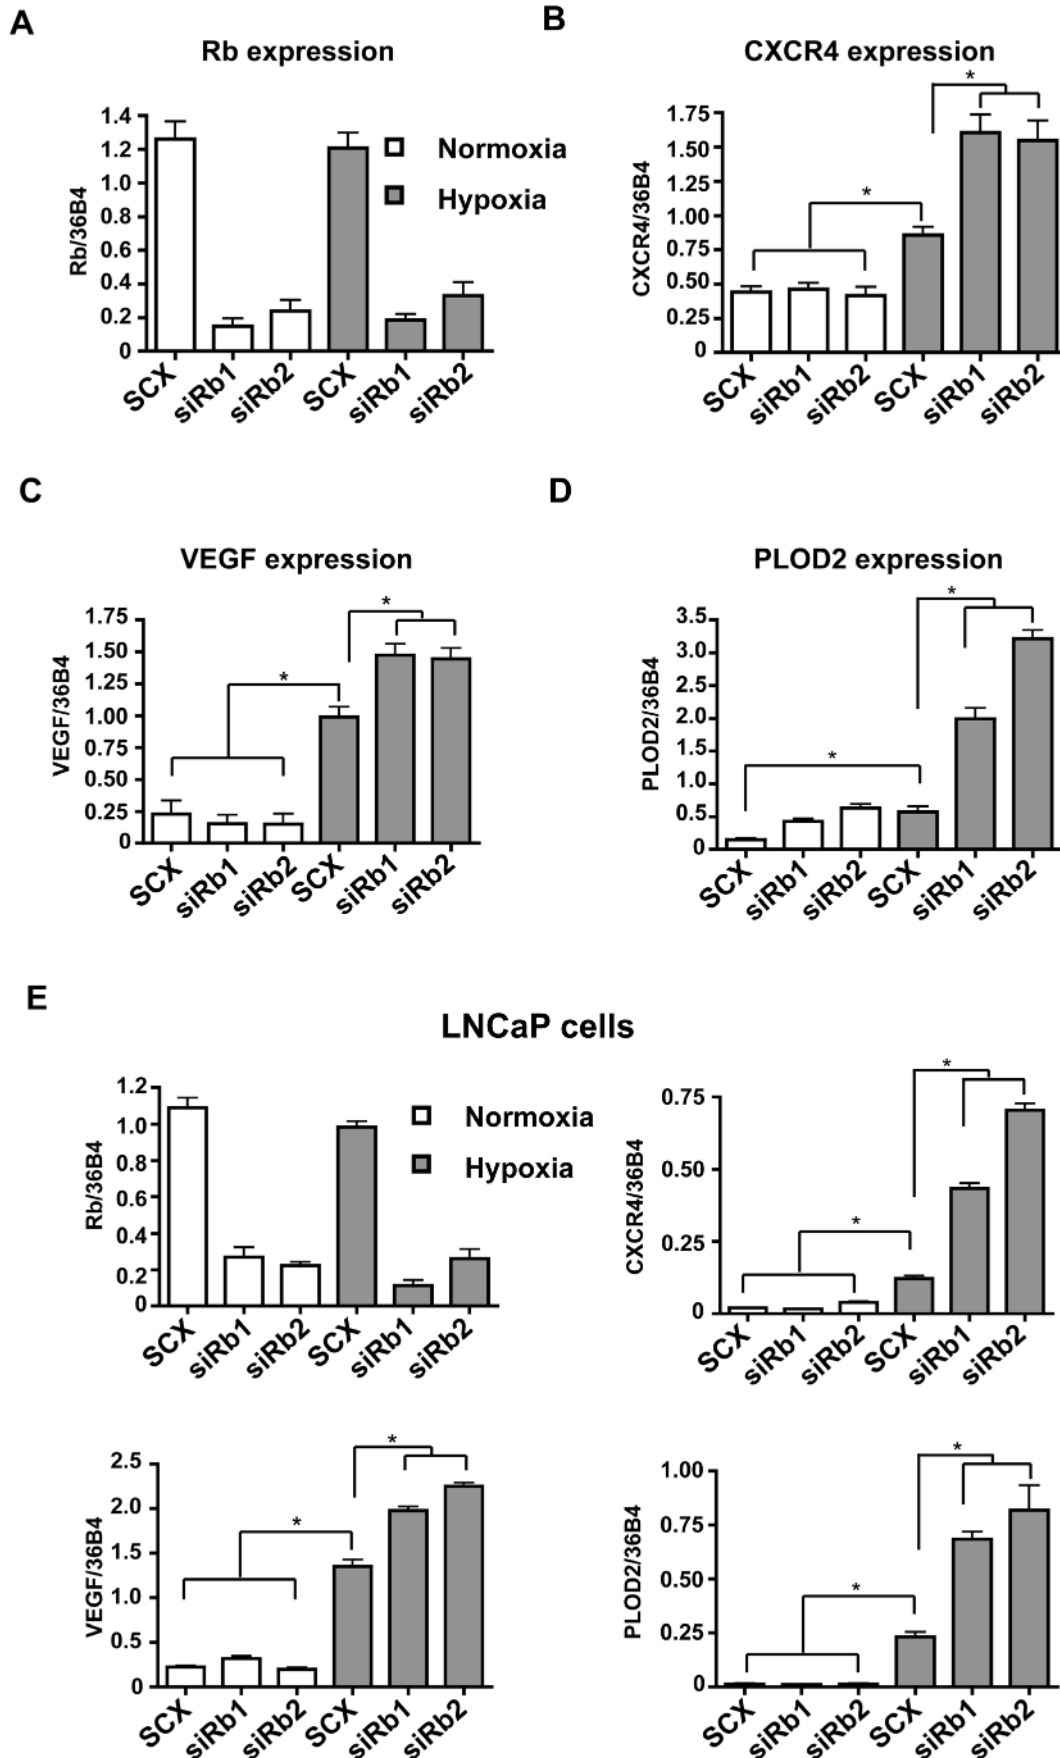 A
Rb expression
Rb/36B4
1.4
1.2
1.0
0.8
0.6
0.4
0.2
0
Normoxia
Hypoxia
SCX
siRb1
siRb2
SCX
siRb1
siRb2
B
CXCR4 expression
CXCR4/36B4
1.75
1.50
1.25
1.00
0.75
0.50
0.25
0
*
*
SCX
siRb1
siRb2
SCX
siRb1
siRb2
C
VEGF expression
VEGF/36B4
1.75
1.50
1.25
1.00
0.75
0.50
0.25
0
*
*
SCX
siRb1
siRb2
SCX
siRb1
siRb2
D
PLOD2 expression
PLOD2/36B4
3.5
3.0
2.5
2.0
1.5
1.0
0.5
0
*
*
SCX
siRb1
siRb2
SCX
siRb1
siRb2
E
LNCaP cells
Rb/36B4
1.2
1.0
0.8
0.6
0.4
0.2
0
Normoxia
Hypoxia
SCX
siRb1
siRb2
SCX
siRb1
siRb2
CXCR4/36B4
0.75
0.50
0.25
0
*
*
SCX
siRb1
siRb2
SCX
siRb1
siRb2
VEGF/36B4
2.5
2.0
1.5
1.0
0.5
0
*
*
SCX
siRb1
siRb2
SCX
siRb1
siRb2
PLOD2/36B4
1.00
0.75
0.50
0.25
0
*
*
SCX
siRb1
siRb2
SCX
siRb1
siRb2